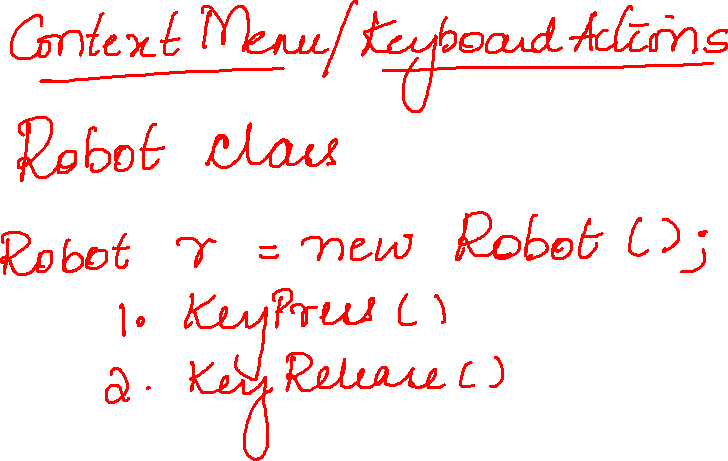 Context Menu/Keyboard Actions
Robot class
Robot r = new Robot ();
1. KeyPress ()
2. KeyRelease ()